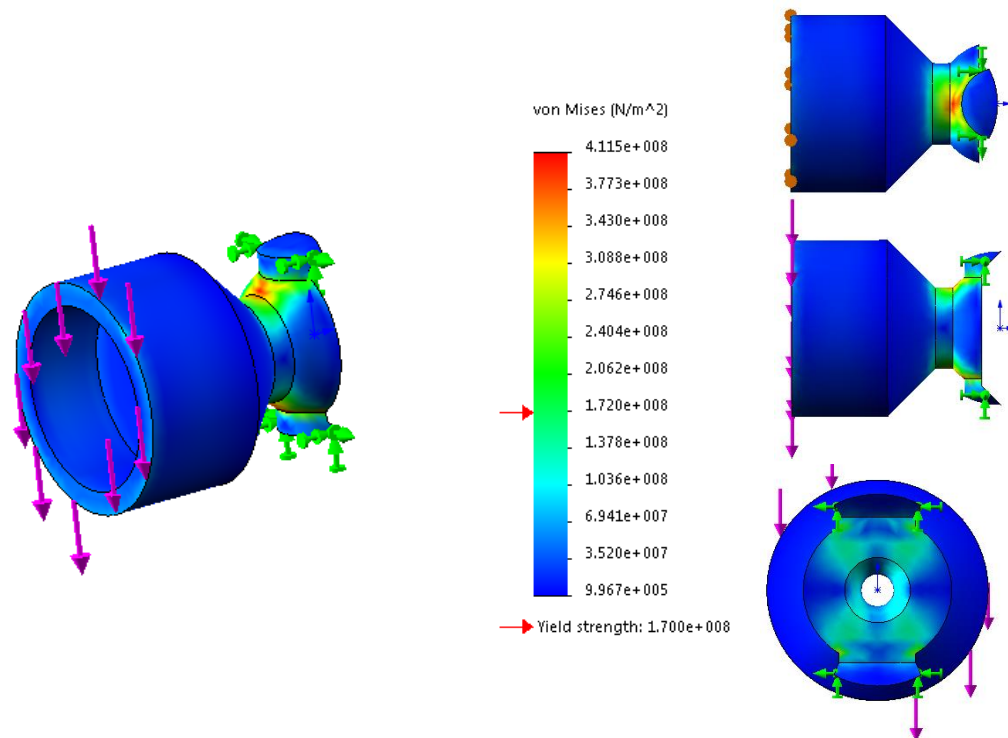 von Mises (N/m^2)
4.115e+008
3.773e+008
3.430e+008
3.088e+008
2.746e+008
2.404e+008
2.062e+008
1.720e+008
1.378e+008
1.036e+008
6.941e+007
3.520e+007
9.967e+005
Yield strength: 1.700e+008